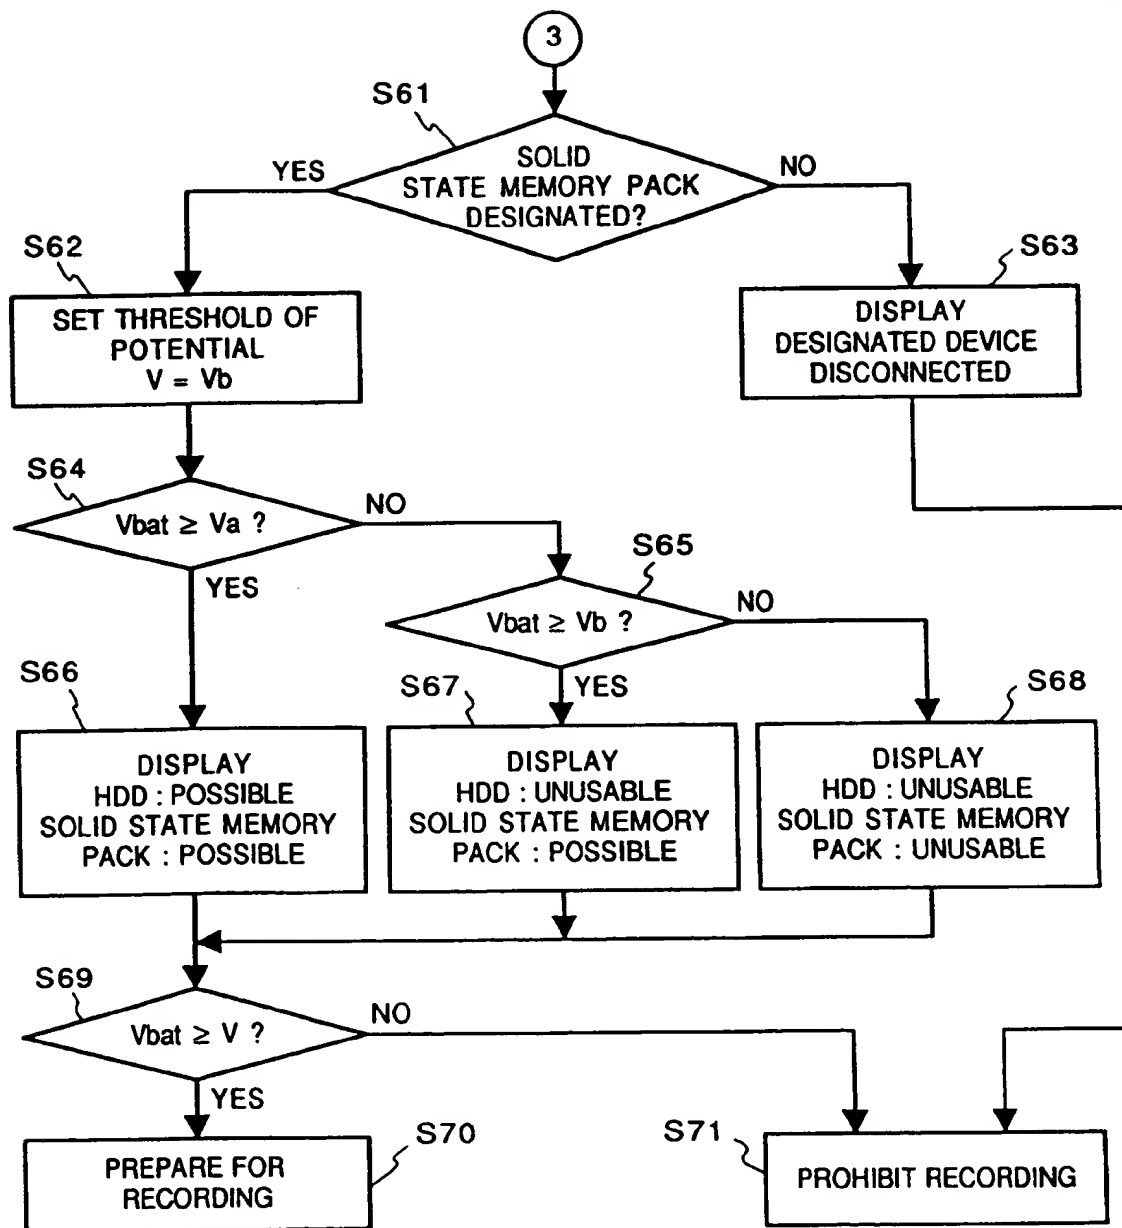 3
S61
SOLID
STATE MEMORY PACK
DESIGNATED?
YES
NO
S62
SET THRESHOLD OF
POTENTIAL
V = Vb
S63
DISPLAY
DESIGNATED DEVICE
DISCONNECTED
S64
Vbat ≥ Va ?
NO
YES
S65
Vbat ≥ Vb ?
NO
YES
S66
DISPLAY
HDD : POSSIBLE
SOLID STATE MEMORY
PACK : POSSIBLE
S67
DISPLAY
HDD : UNUSABLE
SOLID STATE MEMORY
PACK : POSSIBLE
S68
DISPLAY
HDD : UNUSABLE
SOLID STATE MEMORY
PACK : UNUSABLE
S69
Vbat ≥ V ?
NO
YES
S70
PREPARE FOR
RECORDING
S71
PROHIBIT RECORDING